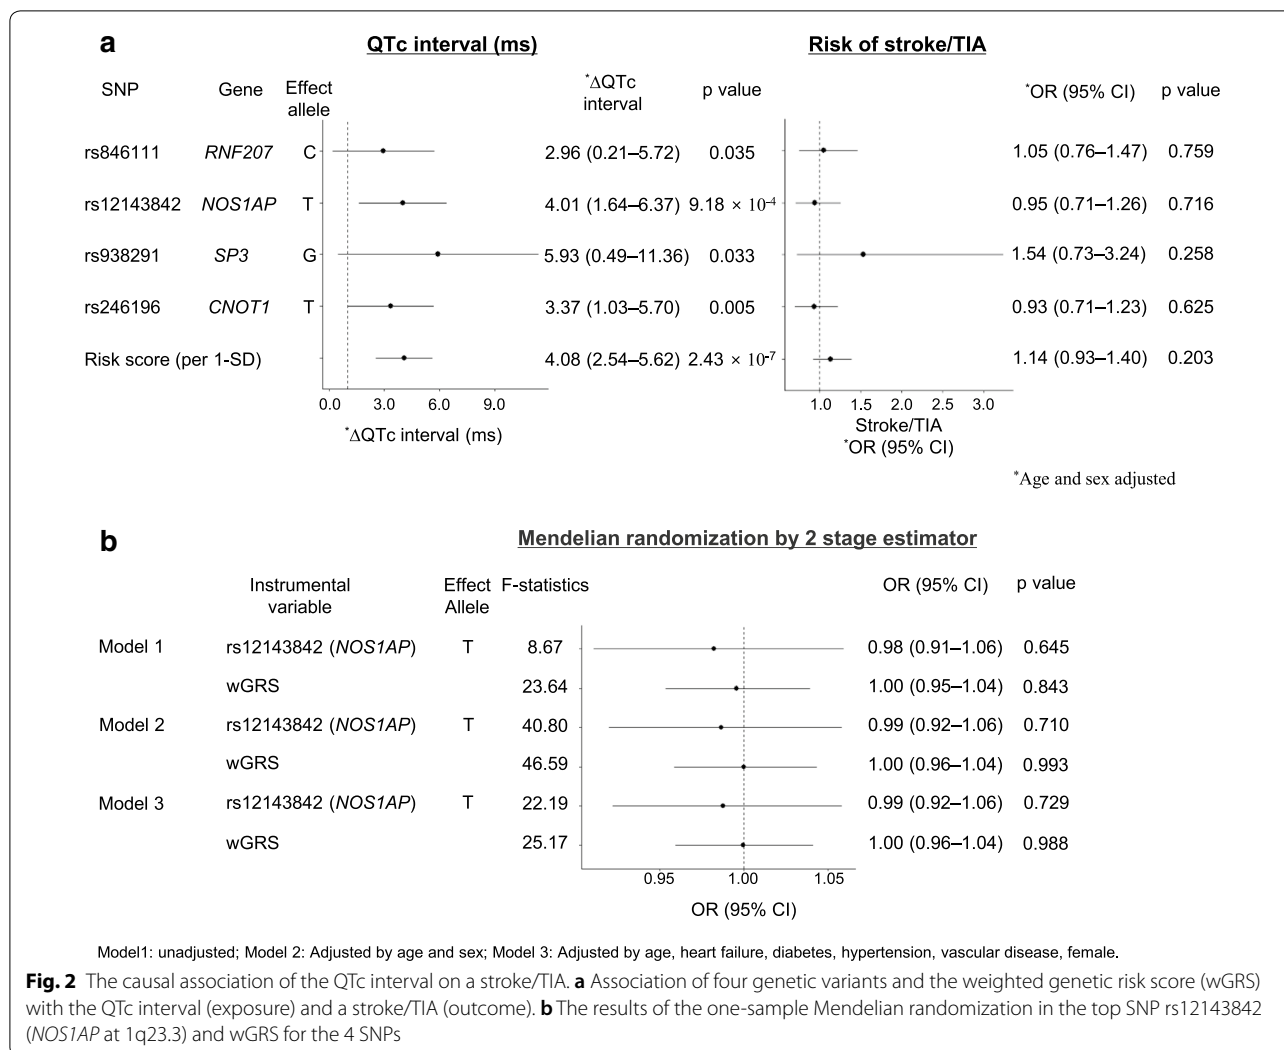 a QTc interval (ms) Risk of stroke/TIA
SNP Gene Effect allele *ΔQTc interval p value *OR (95% CI) p value
rs846111 RNF207 C 2.96 (0.21–5.72) 0.035 1.05 (0.76–1.47) 0.759
rs12143842 NOS1AP T 4.01 (1.64–6.37) 9.18 × 10-4 0.95 (0.71–1.26) 0.716
rs938291 SP3 G 5.93 (0.49–11.36) 0.033 1.54 (0.73–3.24) 0.258
rs246196 CNOT1 T 3.37 (1.03–5.70) 0.005 0.93 (0.71–1.23) 0.625
Risk score (per 1-SD) 4.08 (2.54–5.62) 2.43 × 10-7 1.14 (0.93–1.40) 0.203
0.0 3.0 6.0 9.0 1.0 1.5 2.0 2.5 3.0
*ΔQTc interval (ms) Stroke/TIA
*OR (95% CI)
*Age and sex adjusted
b Mendelian randomization by 2 stage estimator
Instrumental variable Effect Allele F-statistics OR (95% CI) p value
Model 1 rs12143842 (NOS1AP) T 8.67 0.98 (0.91–1.06) 0.645
wGRS 23.64 1.00 (0.95–1.04) 0.843
Model 2 rs12143842 (NOS1AP) T 40.80 0.99 (0.92–1.06) 0.710
wGRS 46.59 1.00 (0.96–1.04) 0.993
Model 3 rs12143842 (NOS1AP) T 22.19 0.99 (0.92–1.06) 0.729
wGRS 25.17 1.00 (0.96–1.04) 0.988
0.95 1.00 1.05
OR (95% CI)
Model1: unadjusted; Model 2: Adjusted by age and sex; Model 3: Adjusted by age, heart failure, diabetes, hypertension, vascular disease, female.
Fig. 2 The causal association of the QTc interval on a stroke/TIA. a Association of four genetic variants and the weighted genetic risk score (wGRS)
with the QTc interval (exposure) and a stroke/TIA (outcome). b The results of the one-sample Mendelian randomization in the top SNP rs12143842
(NOS1AP at 1q23.3) and wGRS for the 4 SNPs